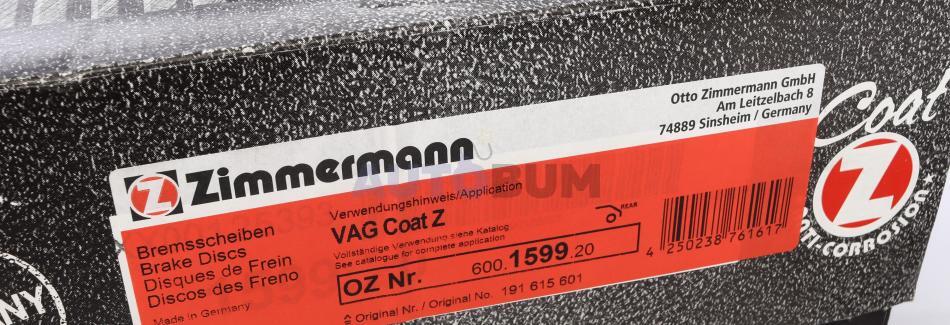 Otto Zimmermann GmbH
Am Leitzelbach 8
74889 Sinsheim / Germany
Z Zimmermann
AUTOBUM
Bremsscheiben
Brake Discs
Disques de Frein
Discos del Freno
Made in Germany
Verwendungshinweis/Application
VAG Coat Z
Vollständige Verwendung siehe Katalog
See catalogue for complete application
REAR
OZ Nr. 600.1599.20
Original Nr. / Original No. 191 615 601
4 250238 761617
Coat
Z
ANTI-CORROSION